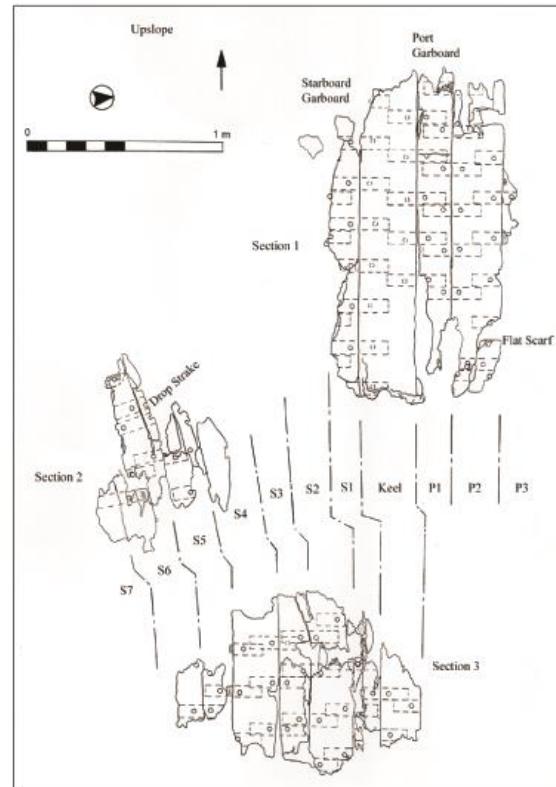 Upslope
Port
Garboard
Starboard
Garboard
0
1 m
Section 1
Flat Scarf
Drop Strake
Section 2
S7
S6
S5
S4
S3
S2
S1
Keel
P1
P2
P3
Section 3